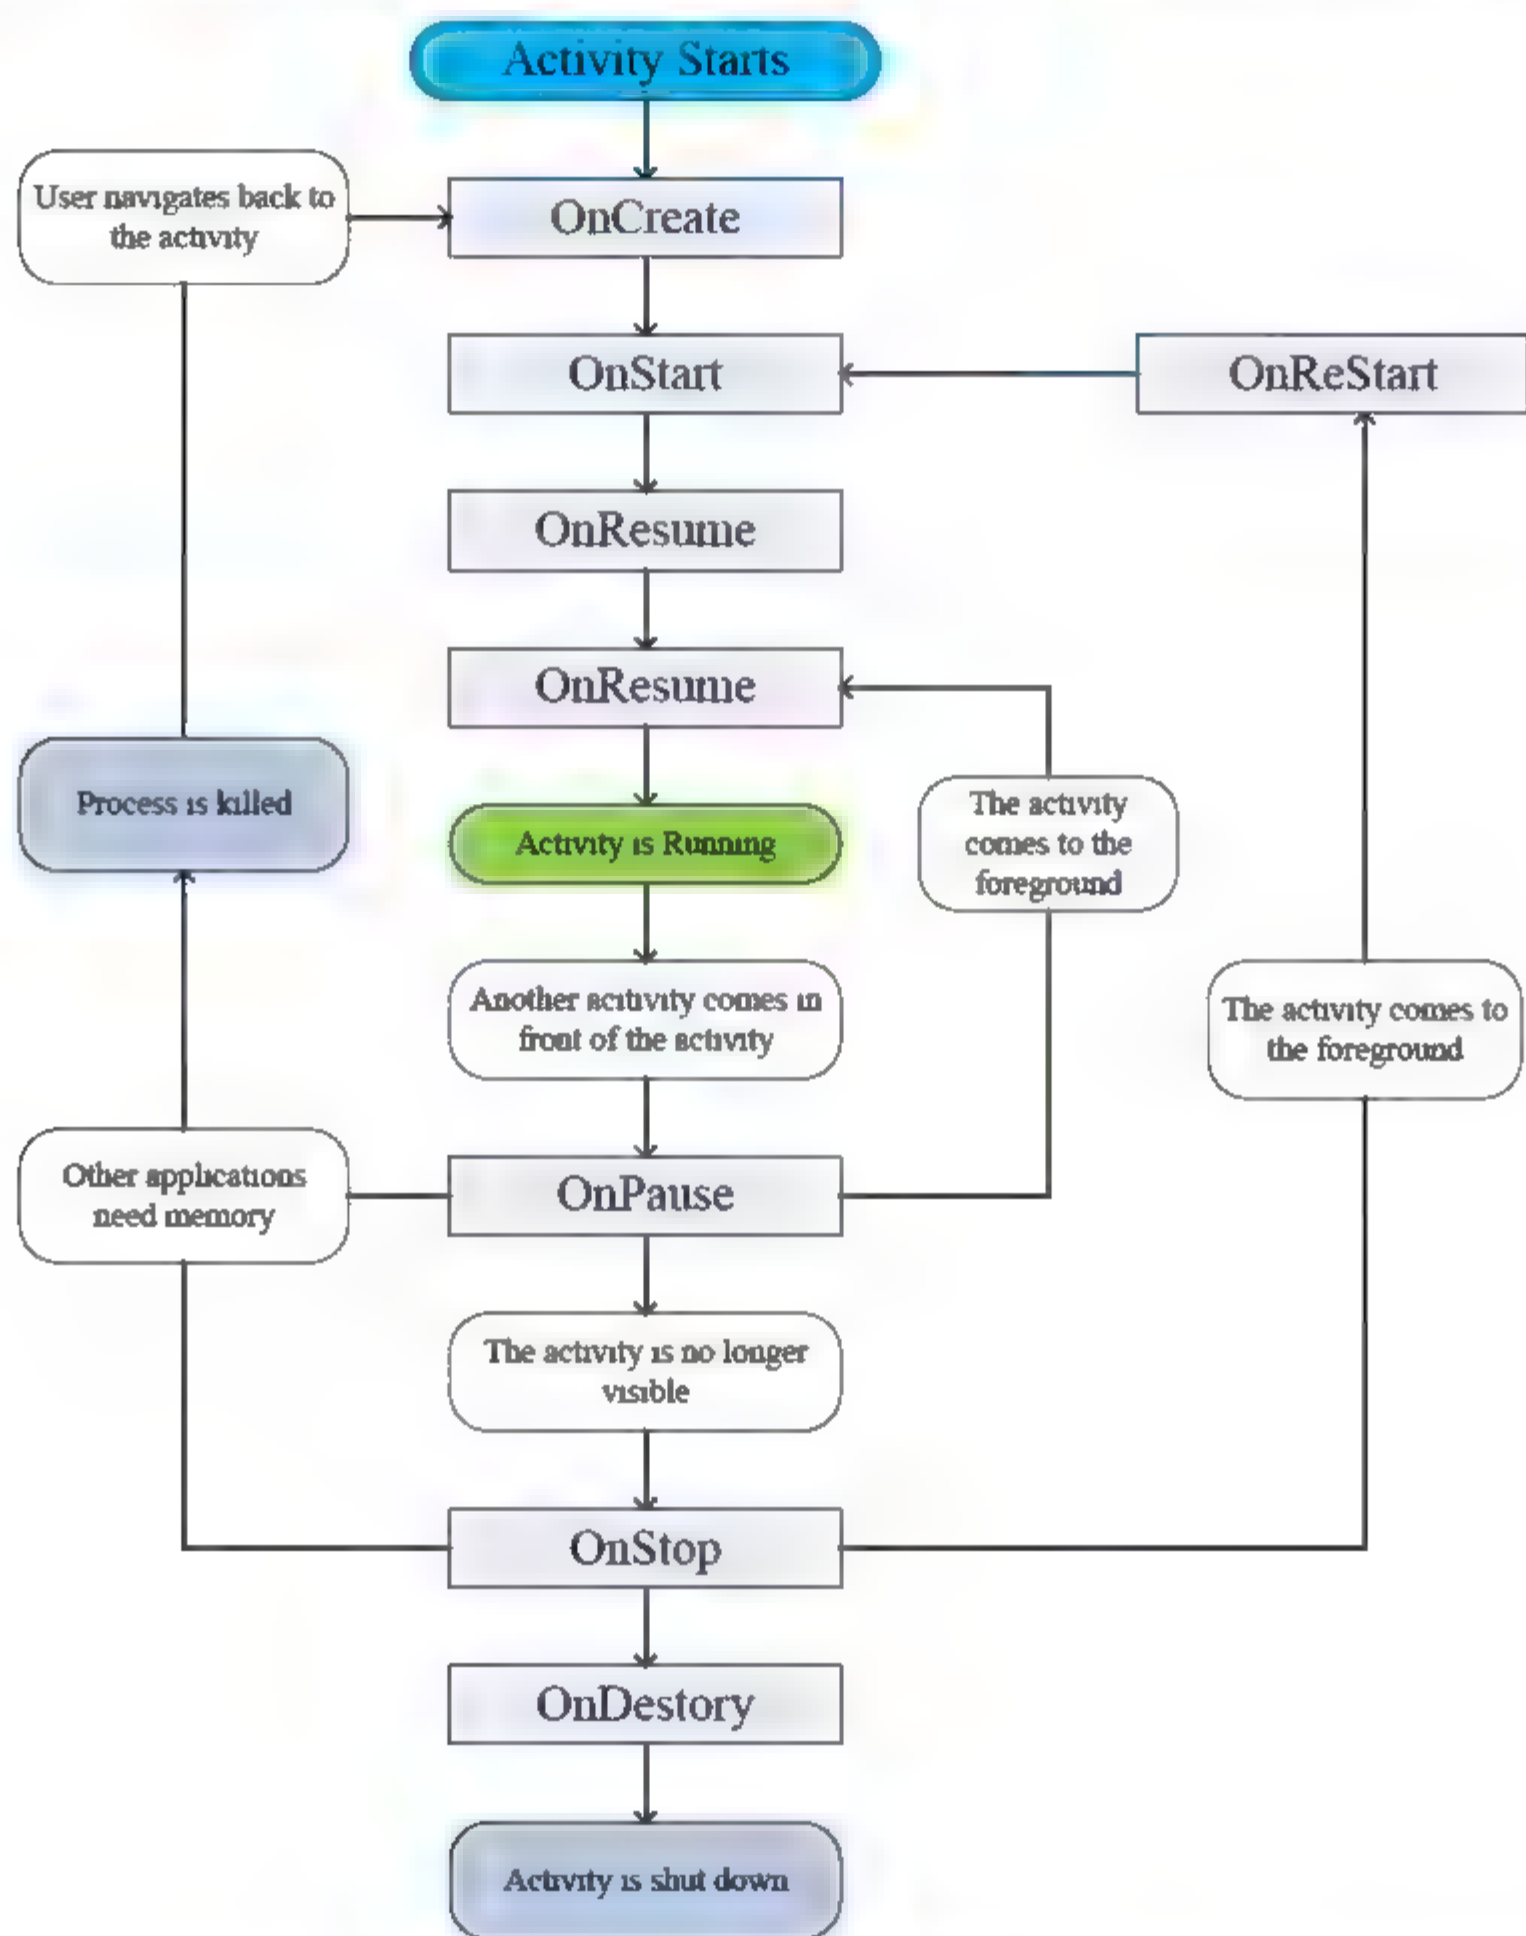 Activity Starts
User navigates back to
the activity
OnCreate
OnStart
OnReStart
OnResume
OnResume
Process is killed
Activity is Running
The activity
comes to the
foreground
Another acitivity comes in
front of the activity
The activity comes to
the foreground
Other applications
need memory
OnPause
The activity is no longer
visible
OnStop
OnDestory
Activity is shut down